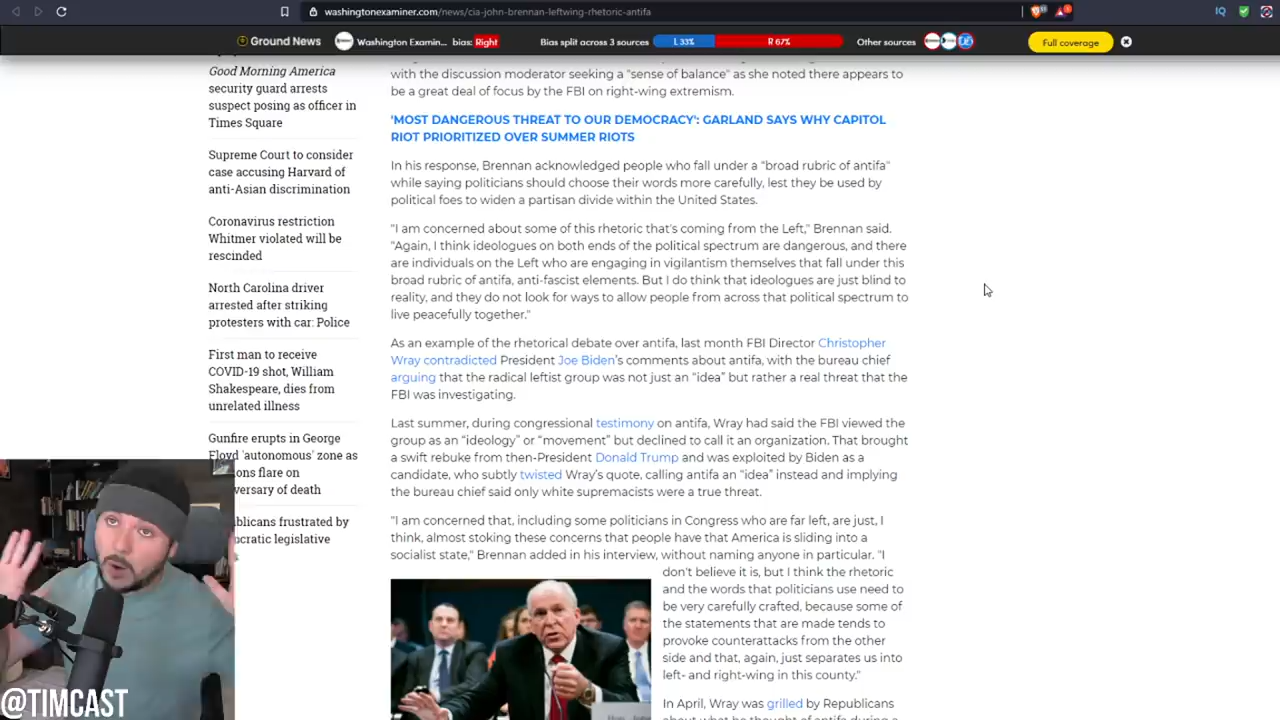 washingtonexaminer.com/news/cia-john-brennan-leftwing-rhetoric-antifa
Ground News
Washington Examin...
bias: Right
Bias split across 3 sources
L 33%
R 67%
Other sources
Full coverage
Good Morning America
security guard arrests
suspect posing as officer in
Times Square
Supreme Court to consider
case accusing Harvard of
anti-Asian discrimination
Coronavirus restriction
Whitmer violated will be
rescinded
North Carolina driver
arrested after striking
protesters with car: Police
First man to receive
COVID-19 shot, William
Shakespeare, dies from
unrelated illness
Gunfire erupts in George
Floyd 'autonomous' zone as
ons flare on
versary of death
ublicans frustrated by
cratic legislative
with the discussion moderator seeking a "sense of balance" as she noted there appears to
be a great deal of focus by the FBI on right-wing extremism.
'MOST DANGEROUS THREAT TO OUR DEMOCRACY': GARLAND SAYS WHY CAPITOL
RIOT PRIORITIZED OVER SUMMER RIOTS
In his response, Brennan acknowledged people who fall under a "broad rubric of antifa"
while saying politicians should choose their words more carefully, lest they be used by
political foes to widen a partisan divide within the United States.
"I am concerned about some of this rhetoric that's coming from the Left," Brennan said.
"Again, I think ideologues on both ends of the political spectrum are dangerous, and there
are individuals on the Left who are engaging in vigilantism themselves that fall under this
broad rubric of antifa, anti-fascist elements. But I do think that ideologues are just blind to
reality, and they do not look for ways to allow people from across that political spectrum to
live peacefully together."
As an example of the rhetorical debate over antifa, last month FBI Director Christopher
Wray contradicted President Joe Biden's comments about antifa, with the bureau chief
arguing that the radical leftist group was not just an "idea" but rather a real threat that the
FBI was investigating.
Last summer, during congressional testimony on antifa, Wray had said the FBI viewed the
group as an "ideology" or "movement" but declined to call it an organization. That brought
a swift rebuke from then-President Donald Trump and was exploited by Biden as a
candidate, who subtly twisted Wray's quote, calling antifa an "idea" instead and implying
the bureau chief said only white supremacists were a true threat.
"I am concerned that, including some politicians in Congress who are far left, are just, I
think, almost stoking these concerns that people have that America is sliding into a
socialist state," Brennan added in his interview, without naming anyone in particular. "I
don't believe it is, but I think the rhetoric
and the words that politicians use need to
be very carefully crafted, because some of
the statements that are made tends to
provoke counterattacks from the other
side and that, again, just separates us into
left- and right-wing in this county."
In April, Wray was grilled by Republicans
@TIMCAST